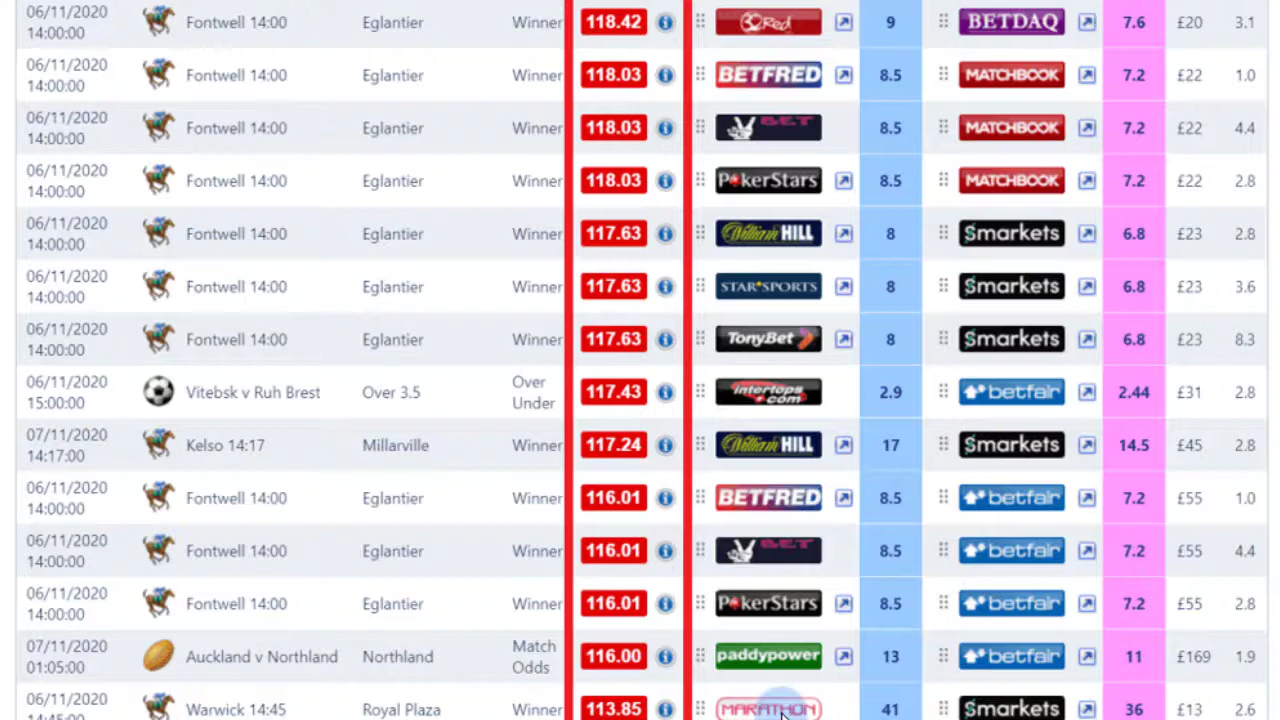 06/11/2020 Fontwell 14:00 Eglantier Winner 118.42 32Red 9 BETDAQ 7.6 £20 3.1
14:00:00
06/11/2020 Fontwell 14:00 Eglantier Winner 118.03 BETFRED 8.5 MATCHBOOK 7.2 £22 1.0
14:00:00
06/11/2020 Fontwell 14:00 Eglantier Winner 118.03 BET 8.5 MATCHBOOK 7.2 £22 4.4
14:00:00
06/11/2020 Fontwell 14:00 Eglantier Winner 118.03 PokerStars 8.5 MATCHBOOK 7.2 £22 2.8
14:00:00
06/11/2020 Fontwell 14:00 Eglantier Winner 117.63 William HILL 8 Smarkets 6.8 £23 2.8
14:00:00
06/11/2020 Fontwell 14:00 Eglantier Winner 117.63 STAR SPORTS 8 Smarkets 6.8 £23 3.6
14:00:00
06/11/2020 Fontwell 14:00 Eglantier Winner 117.63 TonyBet 8 Smarkets 6.8 £23 8.3
14:00:00
06/11/2020 Vitebsk v Ruh Brest Over 3.5 Over 117.43 intertops 2.9 betfair 2.44 £31 2.8
15:00:00 Under .com
07/11/2020 Kelso 14:17 Millarville Winner 117.24 William HILL 17 Smarkets 14.5 £45 2.8
14:17:00
06/11/2020 Fontwell 14:00 Eglantier Winner 116.01 BETFRED 8.5 betfair 7.2 £55 1.0
14:00:00
06/11/2020 Fontwell 14:00 Eglantier Winner 116.01 BET 8.5 betfair 7.2 £55 4.4
14:00:00
06/11/2020 Fontwell 14:00 Eglantier Winner 116.01 PokerStars 8.5 betfair 7.2 £55 2.8
14:00:00
07/11/2020 Auckland v Northland Northland Match 116.00 paddypower 13 betfair 11 £169 1.9
01:05:00 Odds
06/11/2020 Warwick 14:45 Royal Plaza Winner 113.85 MARATHON 41 Smarkets 36 £13 2.6
14:45:00